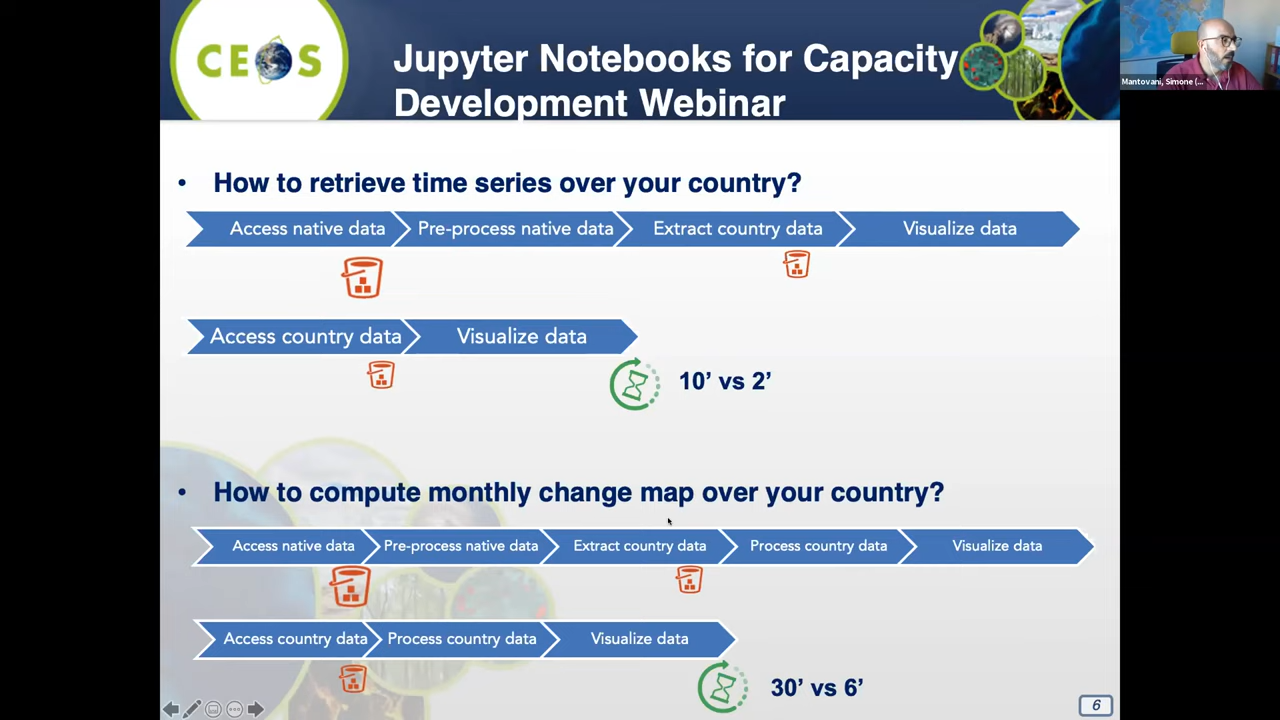 CEOS
Jupyter Notebooks for Capacity
Development Webinar
Mantovani, Simone (...
• How to retrieve time series over your country?
Access native data Pre-process native data Extract country data Visualize data
Access country data Visualize data
10’ vs 2’
• How to compute monthly change map over your country?
Access native data Pre-process native data Extract country data Process country data Visualize data
Access country data Process country data Visualize data
30’ vs 6’
6